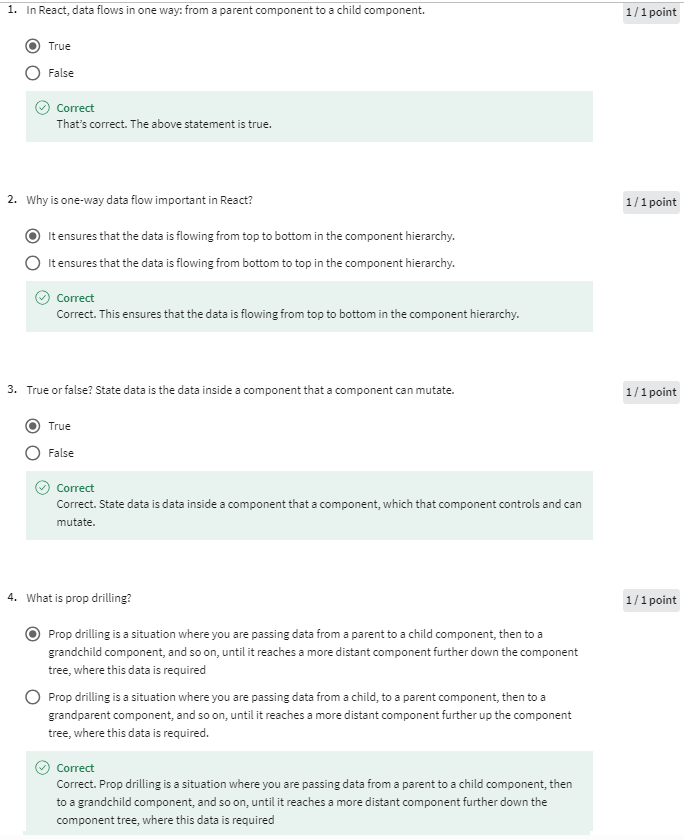 1. In React, data flows in one way: from a parent component to a child component.
1 / 1 point
True
False
Correct
That's correct. The above statement is true.
2. Why is one-way data flow important in React?
1 / 1 point
It ensures that the data is flowing from top to bottom in the component hierarchy.
It ensures that the data is flowing from bottom to top in the component hierarchy.
Correct
Correct. This ensures that the data is flowing from top to bottom in the component hierarchy.
3. True or false? State data is the data inside a component that a component can mutate.
1 / 1 point
True
False
Correct
Correct. State data is data inside a component that a component, which that component controls and can
mutate.
4. What is prop drilling?
1 / 1 point
Prop drilling is a situation where you are passing data from a parent to a child component, then to a
grandchild component, and so on, until it reaches a more distant component further down the component
tree, where this data is required
Prop drilling is a situation where you are passing data from a child, to a parent component, then to a
grandparent component, and so on, until it reaches a more distant component further up the component
tree, where this data is required.
Correct
Correct. Prop drilling is a situation where you are passing data from a parent to a child component, then
to a grandchild component, and so on, until it reaches a more distant component further down the
component tree, where this data is required